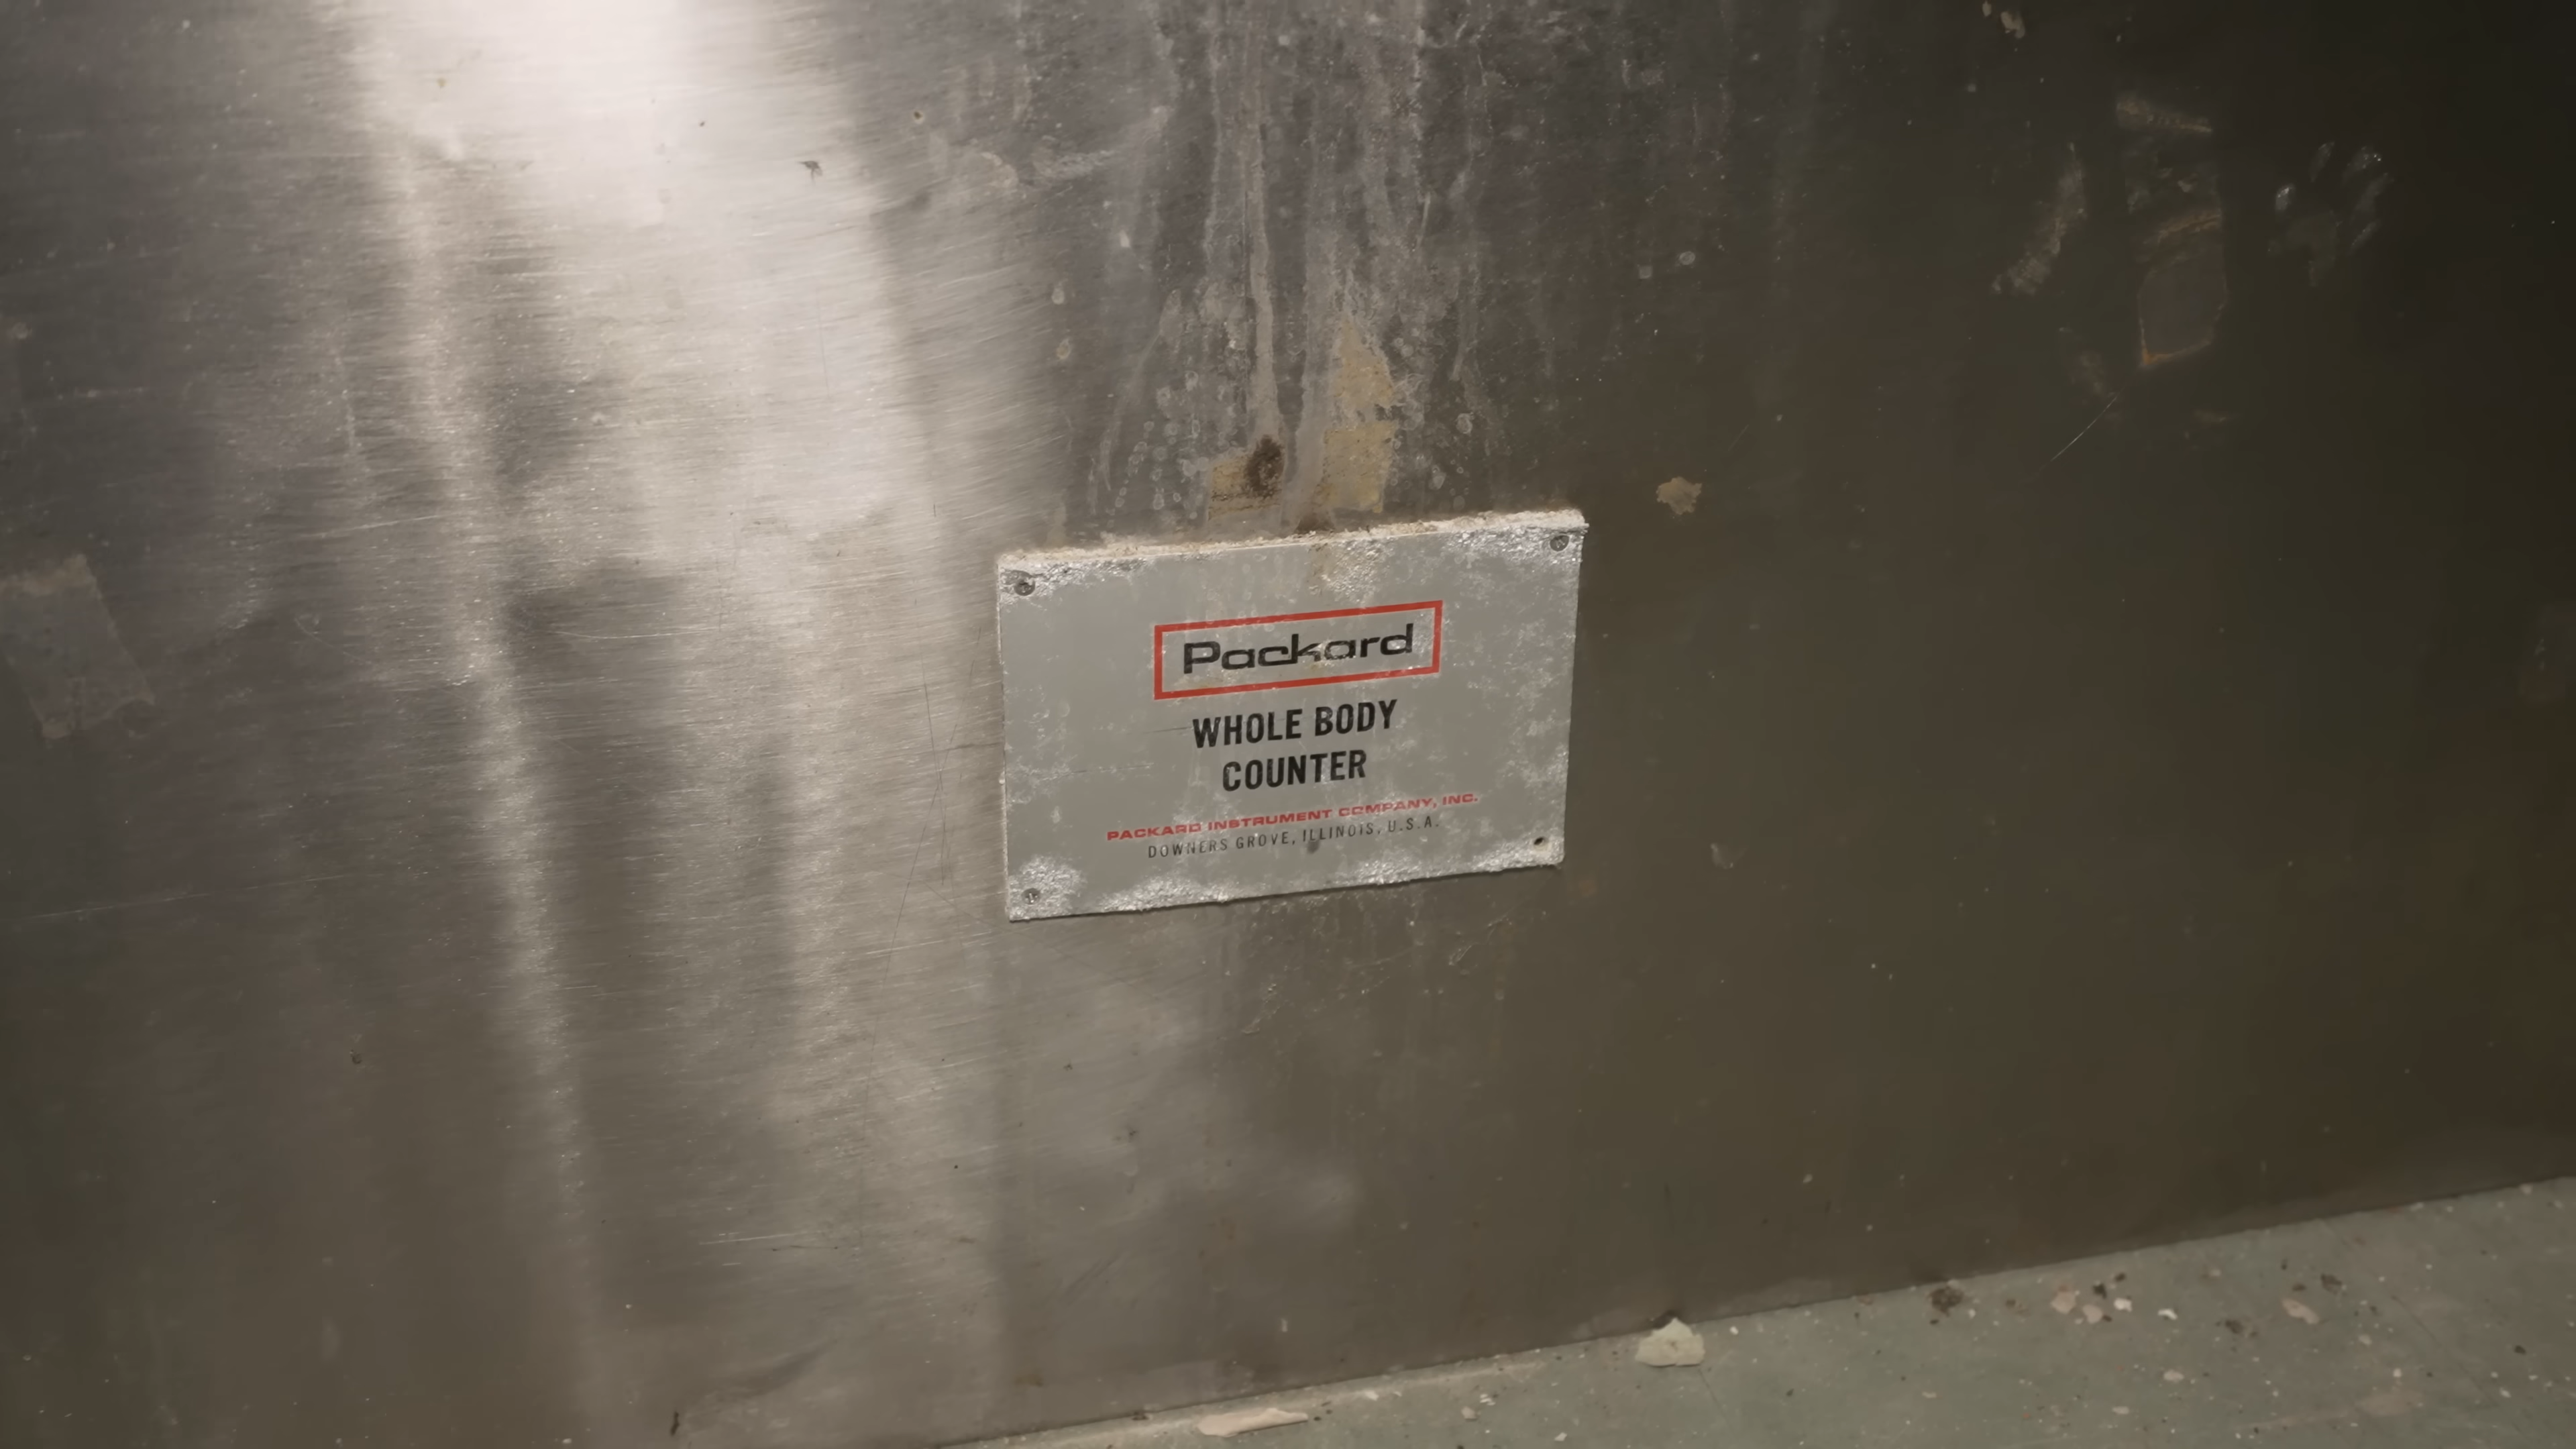 Packard
WHOLE BODY
COUNTER
PACKARD INSTRUMENT COMPANY, INC.
DOWNERS GROVE, ILLINOIS, U.S.A.